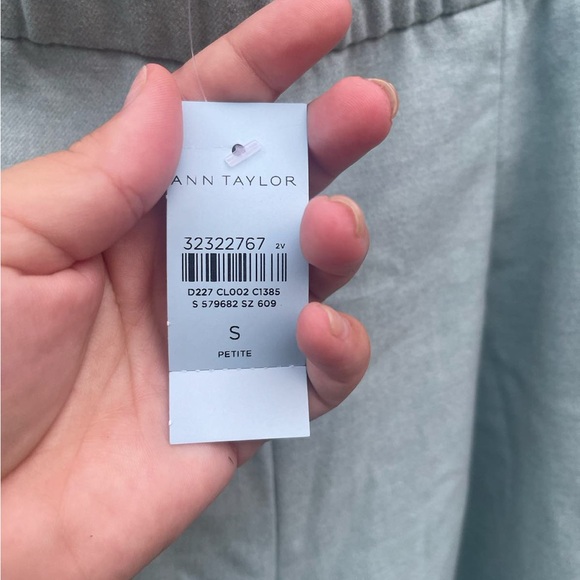 ANN TAYLOR
32322767 2V
D227 CL002 C1385
S 579682 SZ 609
S
PETITE